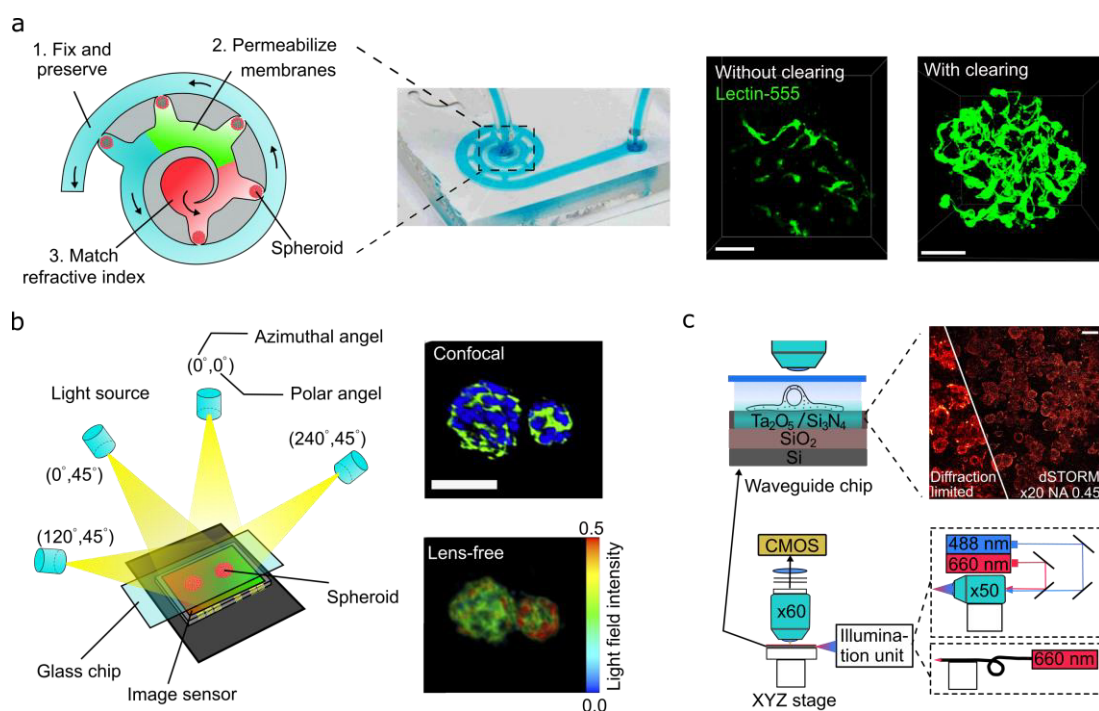 a
1. Fix and
preserve
2. Permeabilize
membranes
3. Match
refractive index
Spheroid
Without clearing
Lectin-555
With clearing
b
Azimuthal angel
(0°,0°)
Polar angel
Light source
(240°,45°)
(0°,45°)
(120°,45°)
Spheroid
Glass chip
Image sensor
Confocal
Lens-free
0.5
Light field intensity
0.0
c
Ta₂O₅/Si₃N₄
SiO₂
Si
Waveguide chip
Diffraction
limited
dSTORM
x20 NA 0.45
CMOS
x60
XYZ stage
Illumina-
tion unit
488 nm
660 nm
x50
660 nm